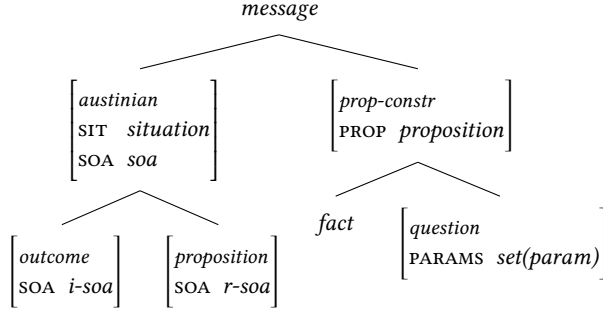 message
austinian
SIT situation
SOA soa
prop-constr
PROP proposition
outcome
SOA i-soa
proposition
SOA r-soa
fact
question
PARAMS set(param)